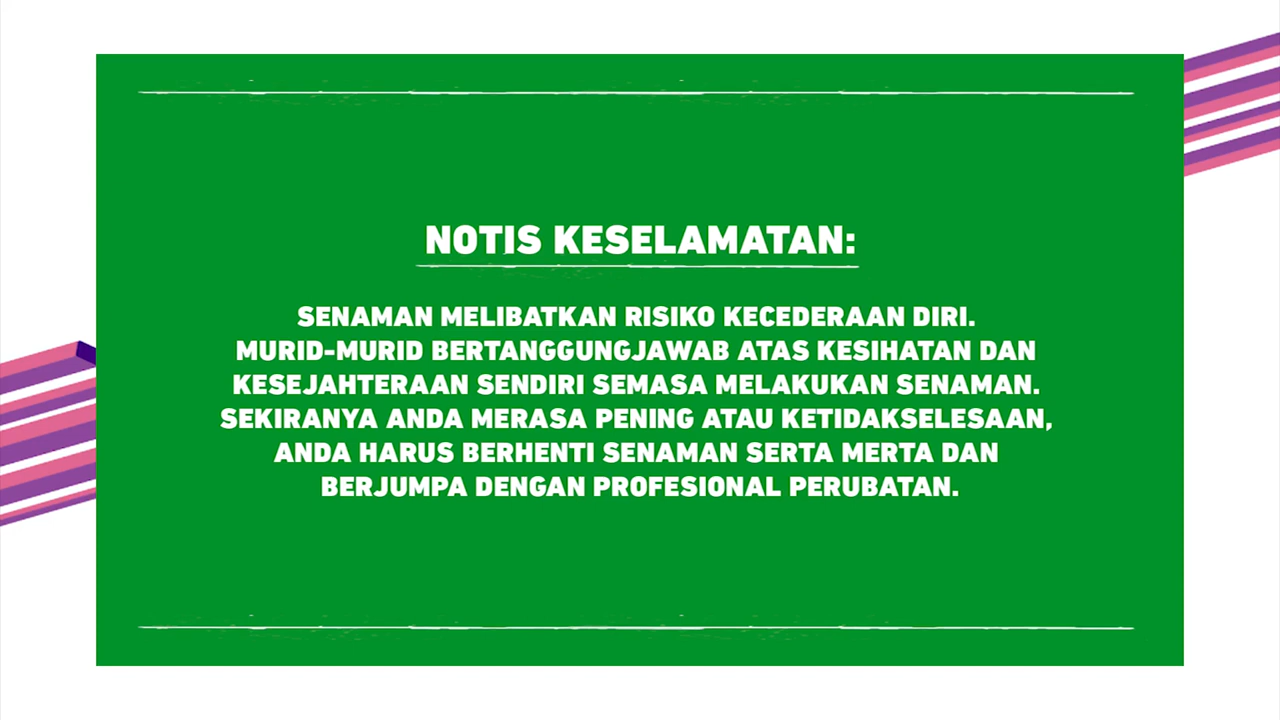 NOTIS KESELAMATAN:
SENAMAN MELIBATKAN RISIKO KECEDERAAN DIRI.
MURID-MURID BERTANGGUNGJAWAB ATAS KESIHATAN DAN
KESEJAHTERAAN SENDIRI SEMASA MELAKUKAN SENAMAN.
SEKIRANYA ANDA MERASA PENING ATAU KETIDAKSELESAAN,
ANDA HARUS BERHENTI SENAMAN SERTA MERTA DAN
BERJUMPA DENGAN PROFESIONAL PERUBATAN.